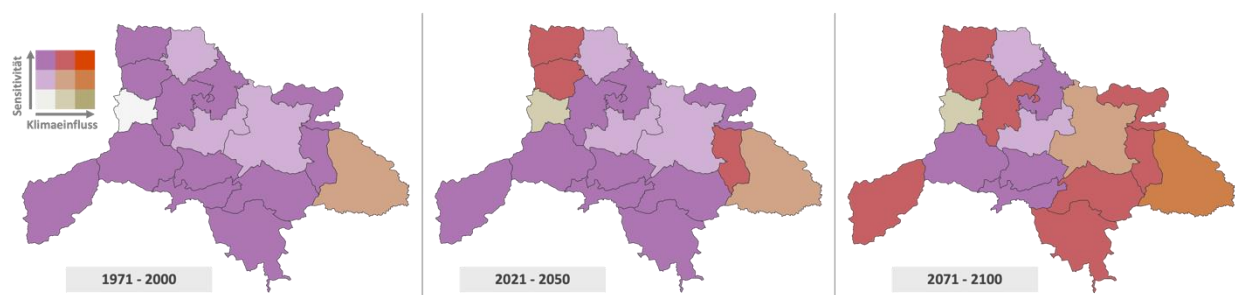 Sensitivität
Klimaeinfluss
1971 - 2000
2021 - 2050
2071 - 2100